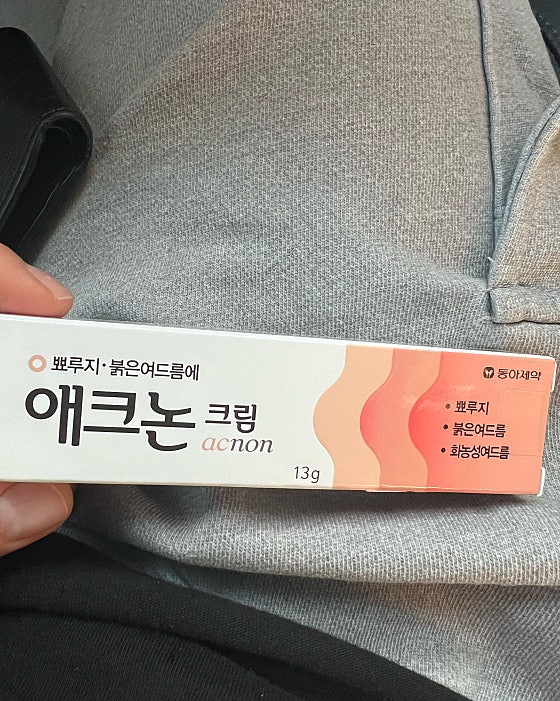 뾰루지·붉은여드름에
애크논 크림
acnon
13g
동아제약
• 뾰루지
• 붉은여드름
• 화농성여드름